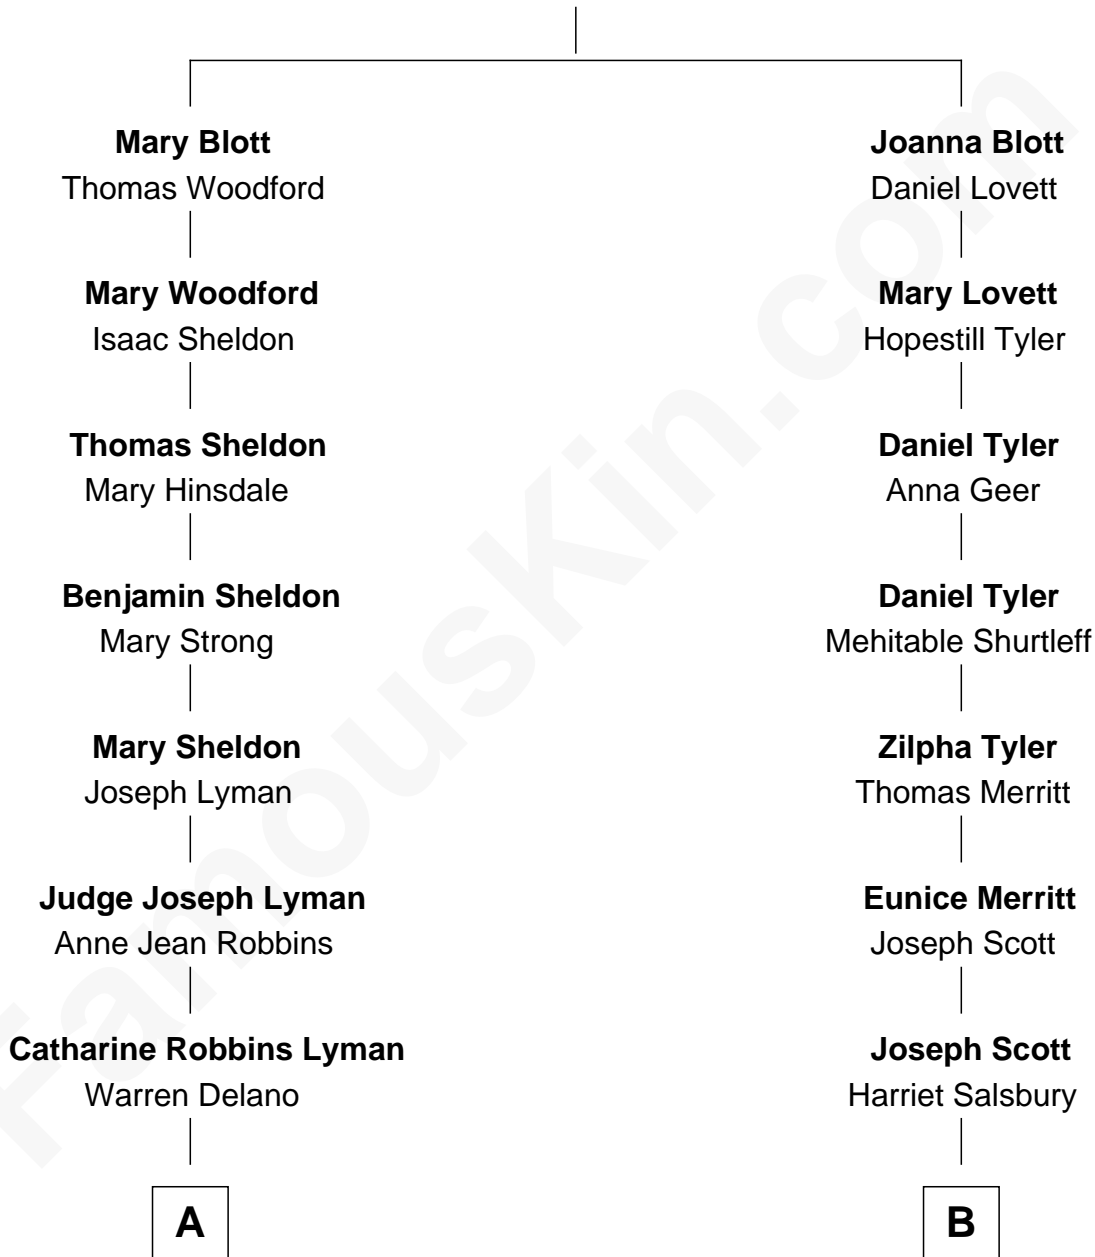 Mary Blott
Thomas Woodford
Mary Woodford
Isaac Sheldon
Thomas Sheldon
Mary Hinsdale
Benjamin Sheldon
Mary Strong
Mary Sheldon
Joseph Lyman
Judge Joseph Lyman
Anne Jean Robbins
Catharine Robbins Lyman
Warren Delano
A
Joanna Blott
Daniel Lovett
Mary Lovett
Hopestill Tyler
Daniel Tyler
Anna Geer
Daniel Tyler
Mehitable Shurtleff
Zilpha Tyler
Thomas Merritt
Eunice Merritt
Joseph Scott
Joseph Scott
Harriet Salsbury
B
FamousKin.com